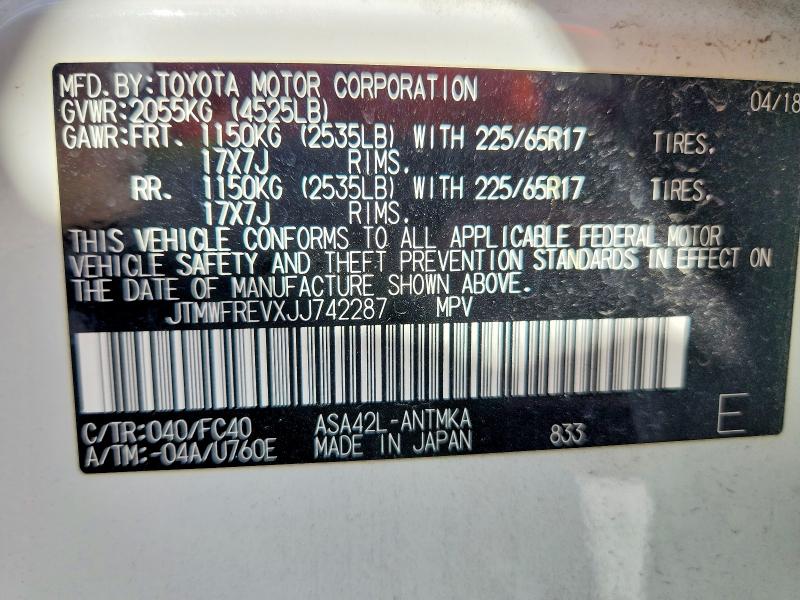 MFD. BY: TOYOTA MOTOR CORPORATION 04/18
GVWR: 2055KG (4525LB)
GAWR: FRT. 1150KG (2535LB) WITH 225/65R17 TIRES.
17X7J RIMS.
RR. 1150KG (2535LB) WITH 225/65R17 TIRES.
17X7J RIMS.
THIS VEHICLE CONFORMS TO ALL APPLICABLE FEDERAL MOTOR
VEHICLE SAFETY AND THEFT PREVENTION STANDARDS IN EFFECT ON
THE DATE OF MANUFACTURE SHOWN ABOVE.
JTMWFREVXJJ742287 MPV
C/TR: 040/FC40 ASA42L-ANTMKA
A/TM: -04A/U760E MADE IN JAPAN 833 E